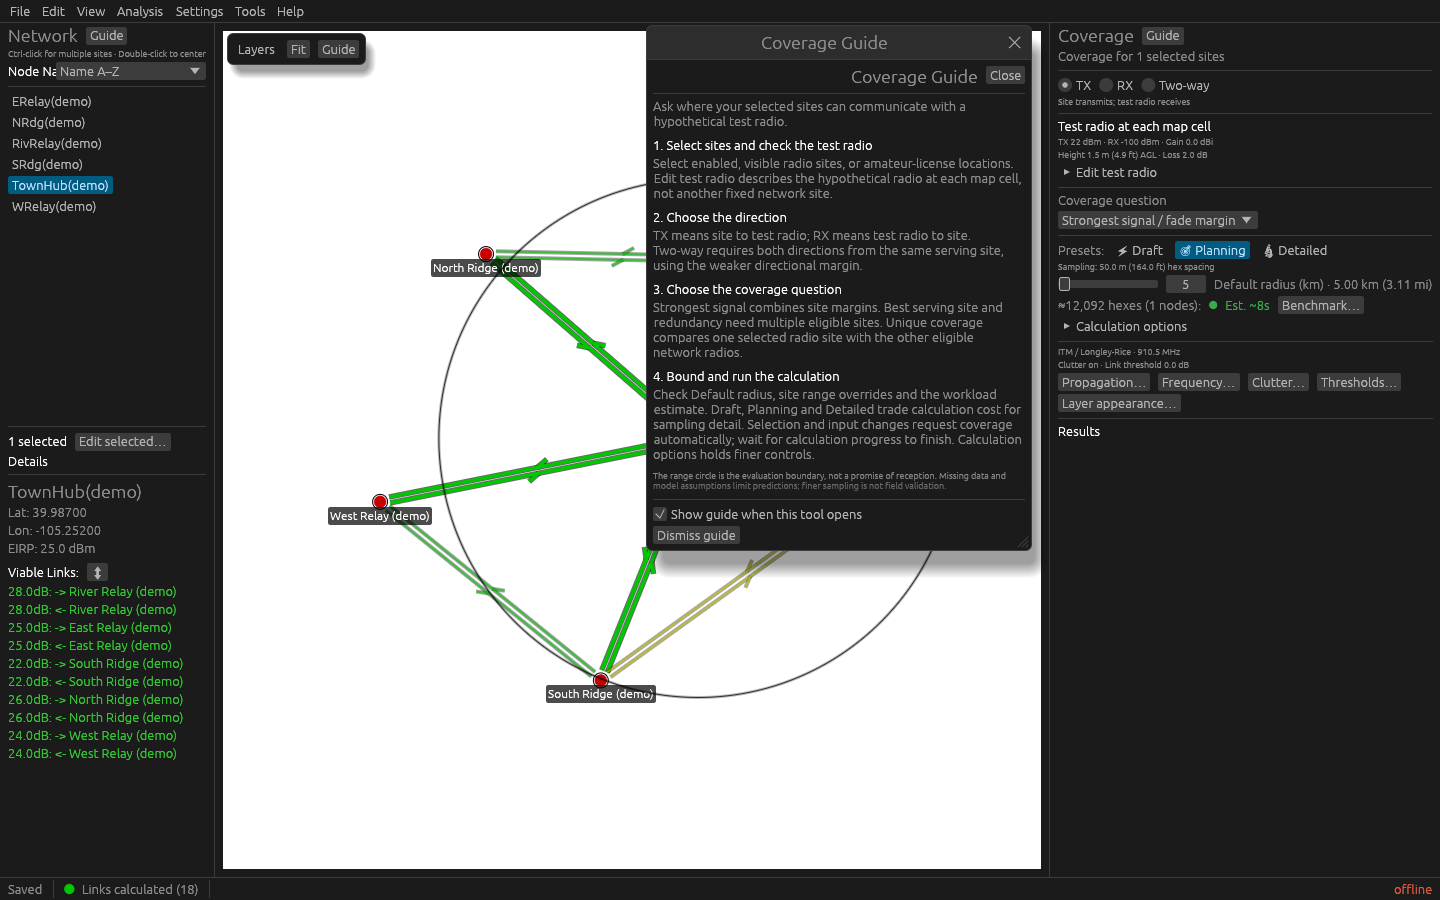 File Edit View Analysis Settings Tools Help
Network Guide
Ctrl-click for multiple sites · Double-click to center
Node Na Name A–Z
ERelay(demo)
NRdg(demo)
RivRelay(demo)
SRdg(demo)
TownHub(demo)
WRelay(demo)
1 selected Edit selected...
Details
TownHub(demo)
Lat: 39.98700
Lon: -105.25200
EIRP: 25.0 dBm
Viable Links:
28.0dB: -> River Relay (demo)
28.0dB: <- River Relay (demo)
25.0dB: -> East Relay (demo)
25.0dB: <- East Relay (demo)
22.0dB: -> South Ridge (demo)
22.0dB: <- South Ridge (demo)
26.0dB: -> North Ridge (demo)
26.0dB: <- North Ridge (demo)
24.0dB: -> West Relay (demo)
24.0dB: <- West Relay (demo)
Layers Fit Guide
North Ridge (demo)
West Relay (demo)
South Ridge (demo)
Coverage Guide
Coverage Guide Close
Ask where your selected sites can communicate with a
hypothetical test radio.
1. Select sites and check the test radio
Select enabled, visible radio sites, or amateur-license locations.
Edit test radio describes the hypothetical radio at each map cell,
not another fixed network site.
2. Choose the direction
TX means site to test radio; RX means test radio to site.
Two-way requires both directions from the same serving site,
using the weaker directional margin.
3. Choose the coverage question
Strongest signal combines site margins. Best serving site and
redundancy need multiple eligible sites. Unique coverage
compares one selected radio site with the other eligible
network radios.
4. Bound and run the calculation
Check Default radius, site range overrides and the workload
estimate. Draft, Planning and Detailed trade calculation cost for
sampling detail. Selection and input changes request coverage
automatically; wait for calculation progress to finish. Calculation
options holds finer controls.
The range circle is the evaluation boundary, not a promise of reception. Missing data and
model assumptions limit predictions; finer sampling is not field validation.
Show guide when this tool opens
Dismiss guide
Coverage Guide
Coverage for 1 selected sites
TX RX Two-way
Site transmits; test radio receives
Test radio at each map cell
TX 22 dBm · RX -100 dBm · Gain 0.0 dBi
Height 1.5 m (4.9 ft) AGL · Loss 2.0 dB
Edit test radio
Coverage question
Strongest signal / fade margin
Presets: Draft Planning Detailed
Sampling: 50.0 m (164.0 ft) hex spacing
5 Default radius (km) · 5.00 km (3.11 mi)
≈12,092 hexes (1 nodes): Est. ~8s Benchmark...
Calculation options
ITM / Longley-Rice · 910.5 MHz
Clutter on · Link threshold 0.0 dB
Propagation... Frequency... Clutter... Thresholds...
Layer appearance...
Results
Saved Links calculated (18) offline